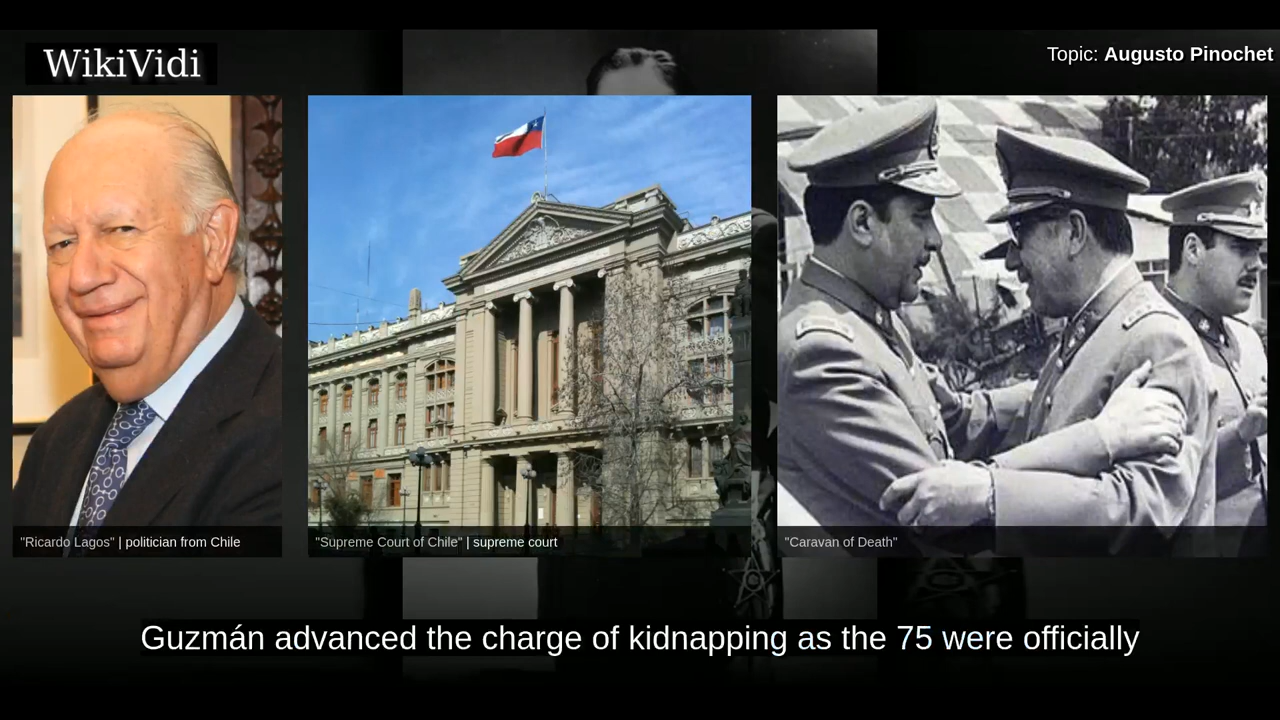 WikiVidi
Topic: Augusto Pinochet
"Ricardo Lagos" | politician from Chile
"Supreme Court of Chile" | supreme court
"Caravan of Death"
Guzmán advanced the charge of kidnapping as the 75 were officially